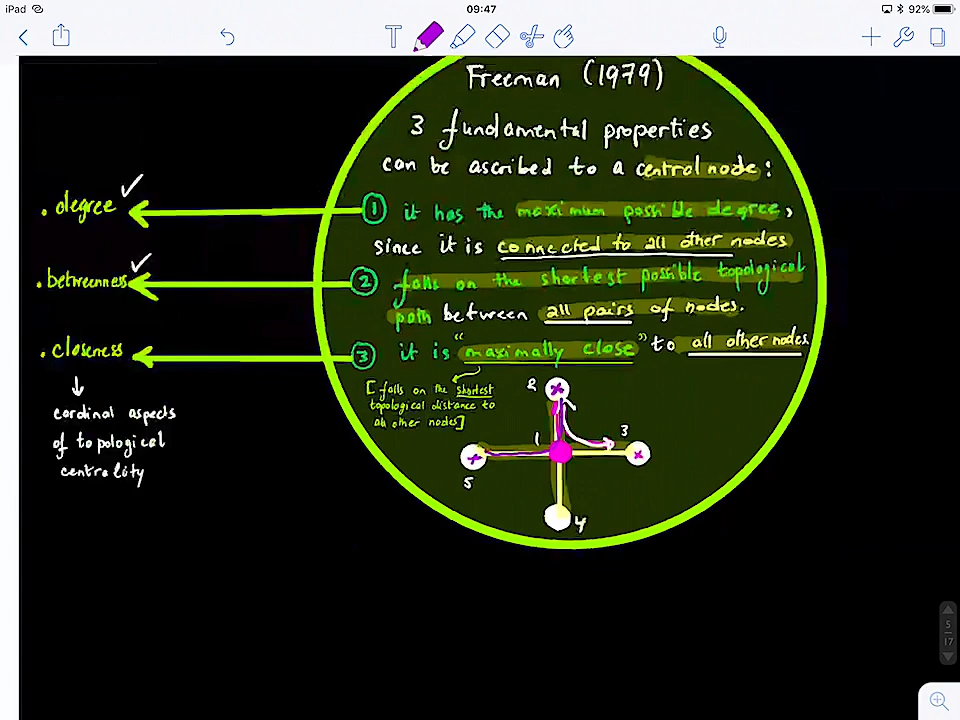 iPad
09:47
92%
T
Freeman (1979)
3 fundamental properties
can be ascribed to a central node:
① it has the maximum possible degree,
since it is connected to all other nodes
② falls on the shortest possible topological
path between all pairs of nodes.
③ it is "maximally close" to all other nodes
[falls on the shortest
topological distance to
all other nodes]
. degree ✓
. betweenness ✓
. closeness
↓
cardinal aspects
of topological
centrality
2
1
3
5
4
5
17